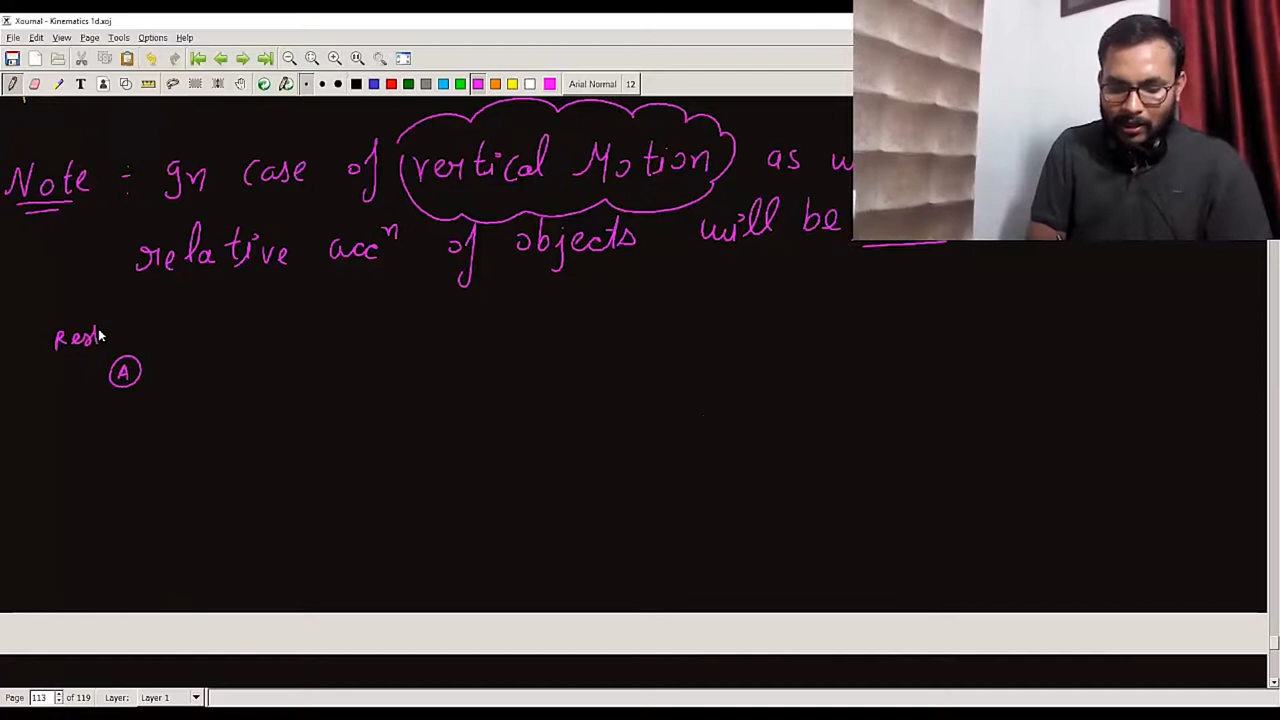 Xournal - Kinematics 1d.xoj
File Edit View Page Tools Options Help
Arial Normal 12
Note : In case of vertical Motion as
relative accⁿ of objects will be
Rest
A
Page 113 of 119 Layer: Layer 1